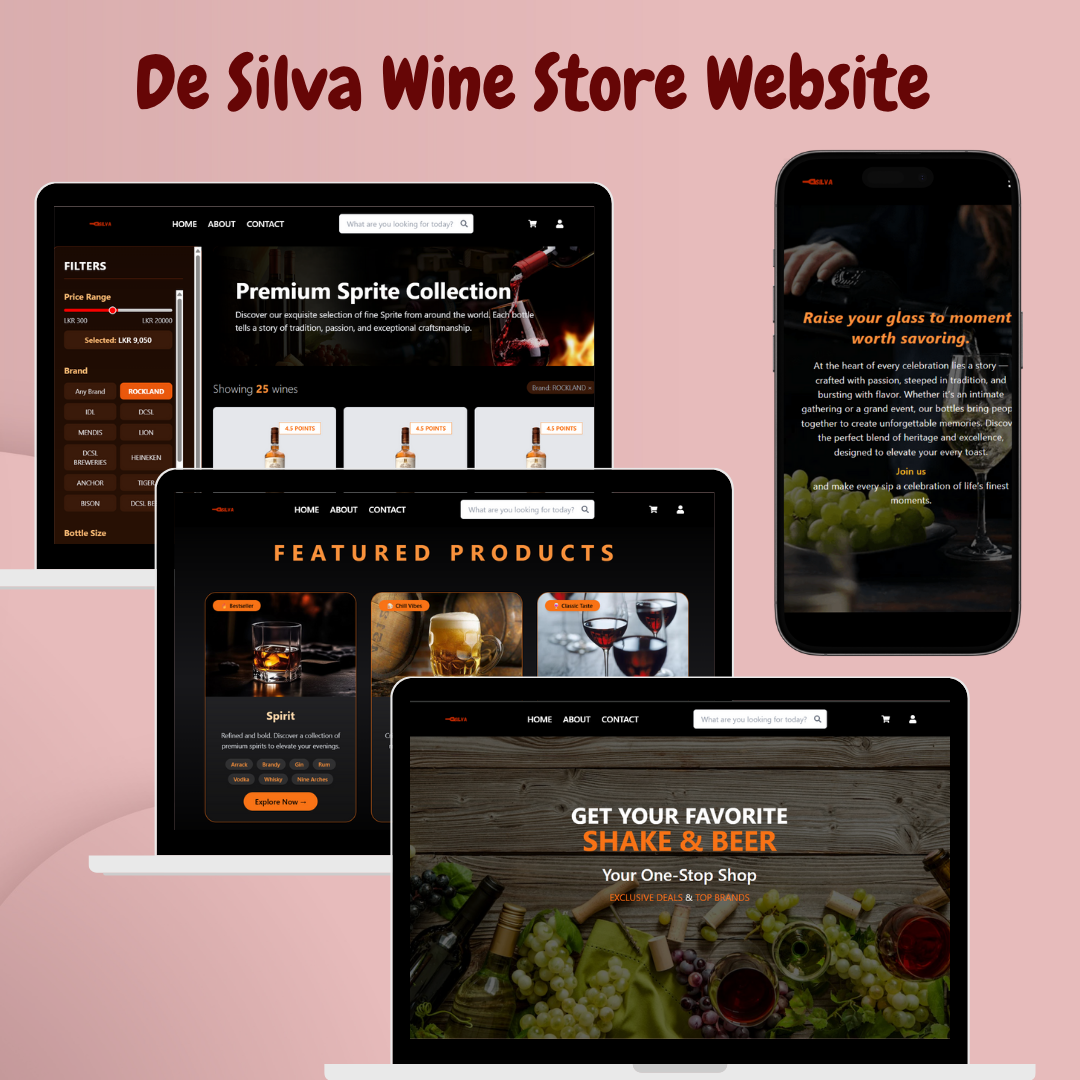 De Silva Wine Store Website
SILVA
HOME ABOUT CONTACT
What are you looking for today?
FILTERS
Price Range
LKR 300 LKR 20000
Selected: LKR 9,050
Brand
Any Brand ROCKLAND
IDL DCSL
MENDIS LION
DCSL
BREWERIES HEINEKEN
ANCHOR TIGER
BISON DCSL BE
Bottle Size
Premium Sprite Collection
Discover our exquisite selection of fine Sprite from around the world. Each bottle
tells a story of tradition, passion, and exceptional craftsmanship.
Showing 25 wines
Brand: ROCKLAND ×
4.5 POINTS 4.5 POINTS 4.5 POINTS
SILVA
Raise your glass to moment
worth savoring.
At the heart of every celebration lies a story —
crafted with passion, steeped in tradition, and
bursting with flavor. Whether it's an intimate
gathering or a grand event, our bottles bring peop
together to create unforgettable memories. Discov
the perfect blend of heritage and excellence,
designed to elevate your every toast.
Join us
and make every sip a celebration of life's finest
moments.
SILVA
HOME ABOUT CONTACT
What are you looking for today?
FEATURED PRODUCTS
Bestseller
Chill Vibes
Classic Taste
Spirit
Refined and bold. Discover a collection of
premium spirits to elevate your evenings.
Arrack Brandy Gin Rum
Vodka Whisky Nine Arches
Explore Now →
SILVA
HOME ABOUT CONTACT
What are you looking for today?
GET YOUR FAVORITE
SHAKE & BEER
Your One-Stop Shop
EXCLUSIVE DEALS & TOP BRANDS